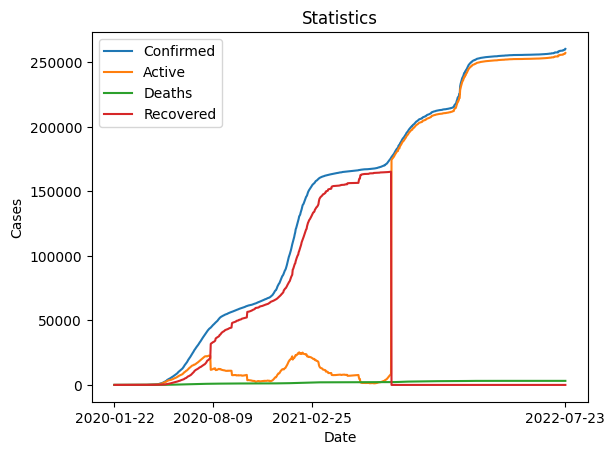 Statistics
Confirmed
Active
Deaths
Recovered
Cases
250000
200000
150000
100000
50000
0
2020-01-22 2020-08-09 2021-02-25 2022-07-23
Date